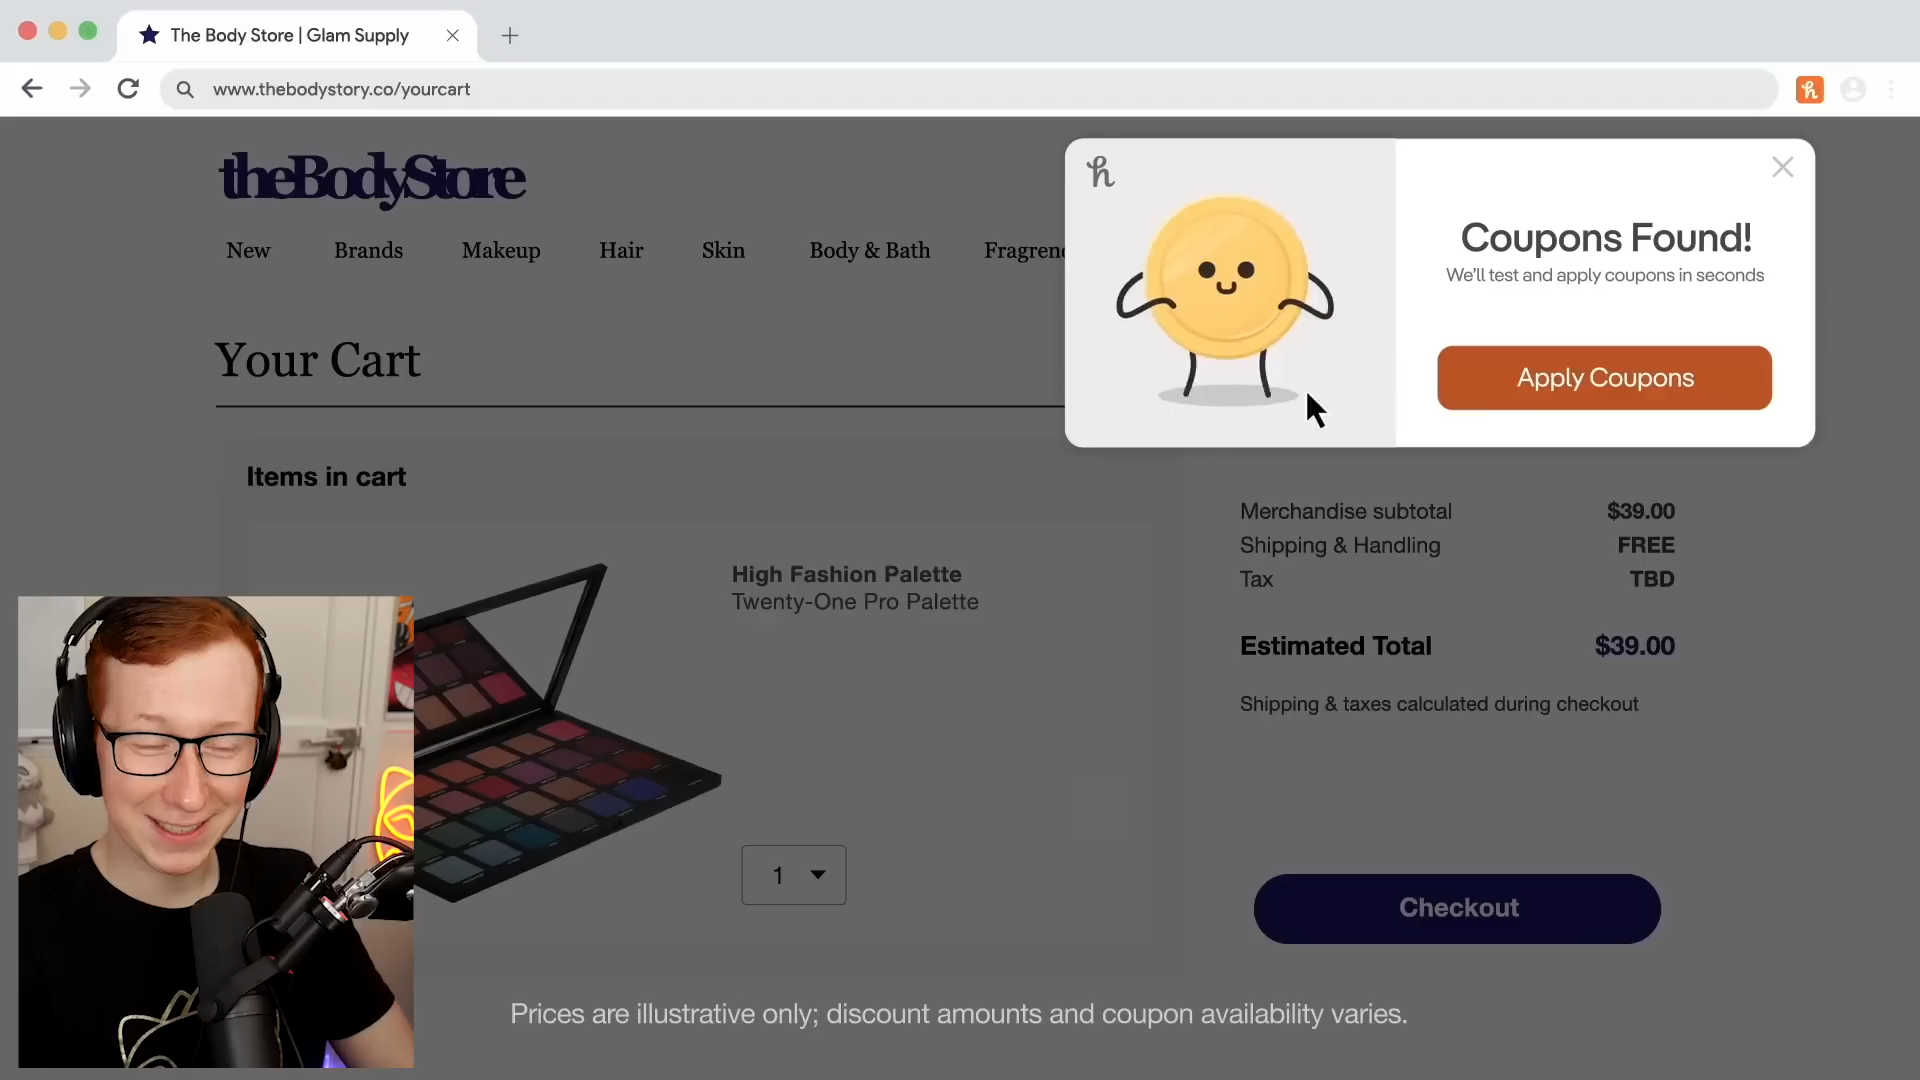 The Body Store | Glam Supply
www.thebodystory.co/yourcart
theBodyStore
New Brands Makeup Hair Skin Body & Bath
Your Cart
Coupons Found!
We'll test and apply coupons in seconds
Apply Coupons
Items in cart
High Fashion Palette
Twenty-One Pro Palette
1
Merchandise subtotal $39.00
Shipping & Handling FREE
Tax TBD
Estimated Total $39.00
Shipping & taxes calculated during checkout
Checkout
Prices are illustrative only; discount amounts and coupon availability varies.